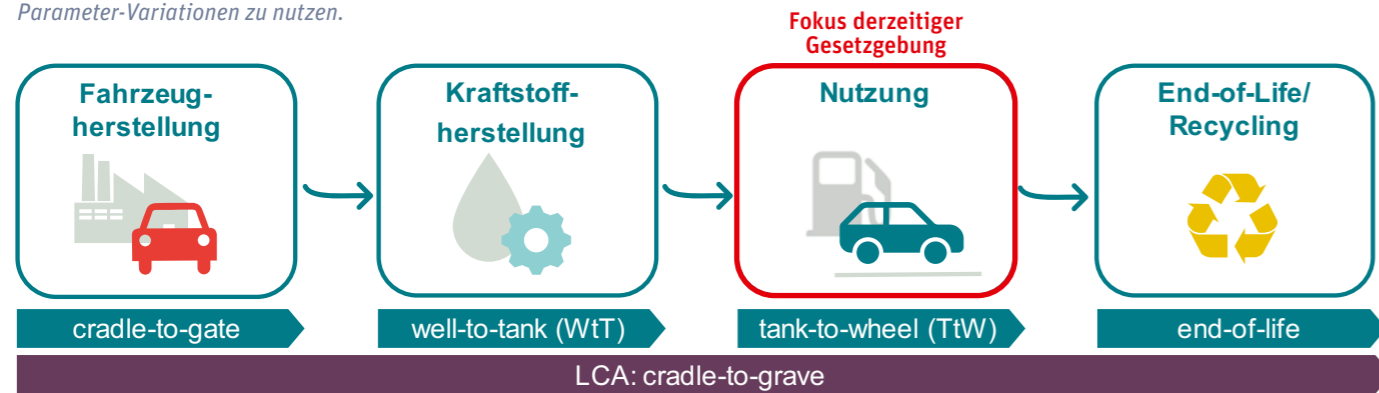 Parameter-Variationen zu nutzen.
Fokus derzeitiger
Gesetzgebung
Fahrzeug-
herstellung
Kraftstoff-
herstellung
Nutzung
End-of-Life/
Recycling
cradle-to-gate
well-to-tank (WtT)
tank-to-wheel (TtW)
end-of-life
LCA: cradle-to-grave